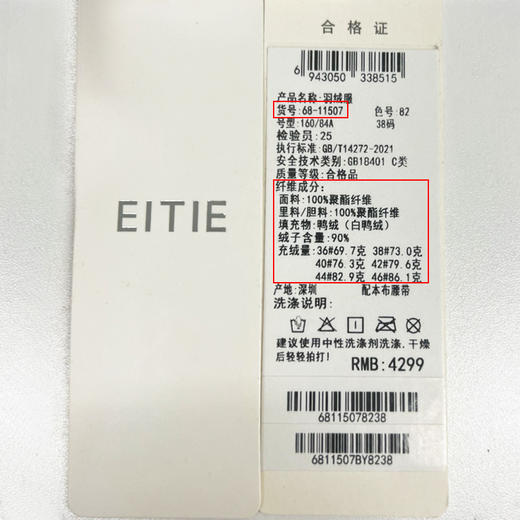 EITIE
合格证
6 943050 338515
产品名称:羽绒服
货号:68-11507 色号:82
号型:160/84A 38码
检验员:25
执行标准:GB/T14272-2021
安全技术类别:GB18401 C类
质量等级:合格品
纤维成分:
面料:100%聚酯纤维
里料/胆料:100%聚酯纤维
填充物:鸭绒（白鸭绒）
绒子含量:90%
充绒量:36#69.7克 38#73.0克
40#76.3克 42#79.6克
44#82.9克 46#86.1克
产地:深圳 配本布腰带
洗涤说明:
建议使用中性洗涤剂洗涤.干燥
后轻轻拍打!
RMB:4299
68115078238
6811507BY8238